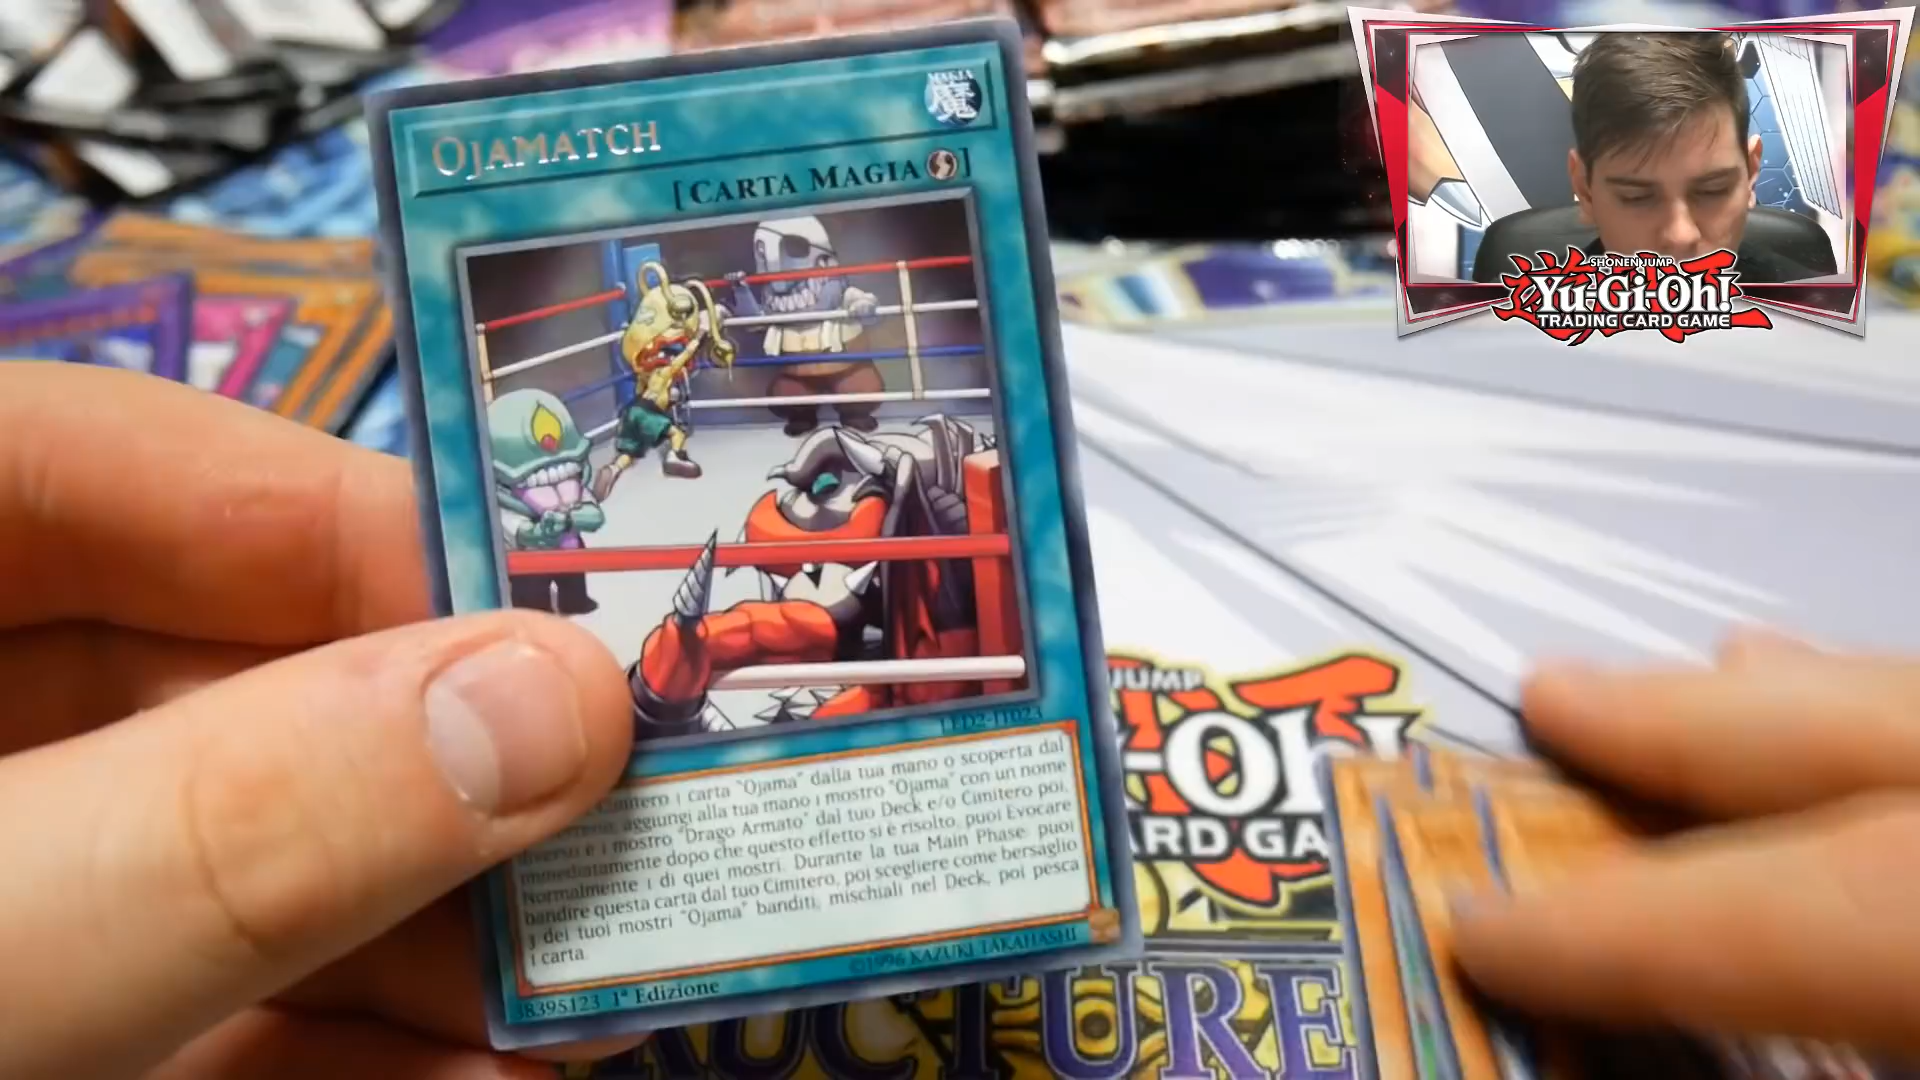 OJAMATCH
MAGIA
魔
[CARTA MAGIA]
LED2-IT023
Cimitero 1 carta "Ojama" dalla tua mano o scoperta dal
aggiungi alla tua mano 1 mostro "Ojama" con un nome
diverso e 1 mostro "Drago Armato" dal tuo Deck e/o Cimitero poi,
immediatamente dopo che questo effetto si è risolto, puoi Evocare
Normalmente 1 di quei mostri. Durante la tua Main Phase: puoi
bandire questa carta dal tuo Cimitero, poi scegliere come bersaglio
3 dei tuoi mostri "Ojama" banditi; mischiali nel Deck, poi pesca
1 carta.
38395123 1ª Edizione
©1996 KAZUKI TAKAHASHI
SHONEN JUMP
Yu-Gi-Oh!
TRADING CARD GAME
JUMP
-Oh!
ARD GA
RUCTURE